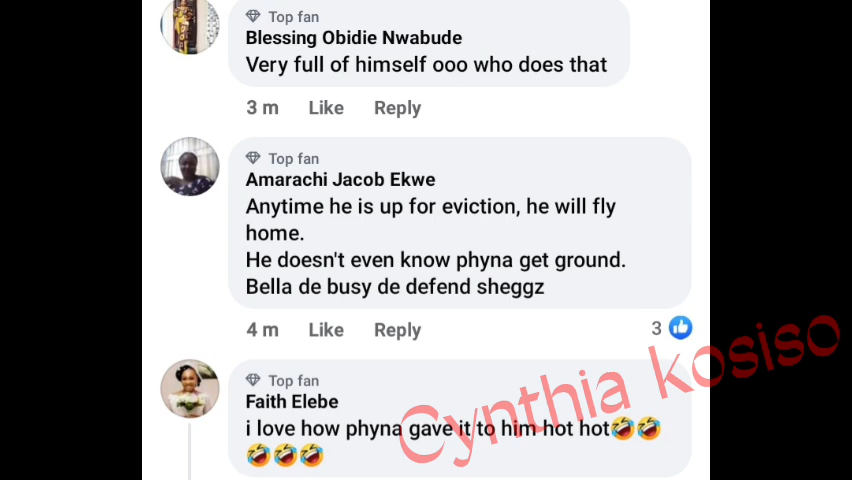 Top fan
Blessing Obidie Nwabude
Very full of himself ooo who does that
3 m Like Reply
Top fan
Amarachi Jacob Ekwe
Anytime he is up for eviction, he will fly
home.
He doesn't even know phyna get ground.
Bella de busy de defend sheggz
4 m Like Reply 3
Top fan
Faith Elebe
i love how phyna gave it to him hot hot🤣🤣
🤣🤣🤣
Cynthia kosiso